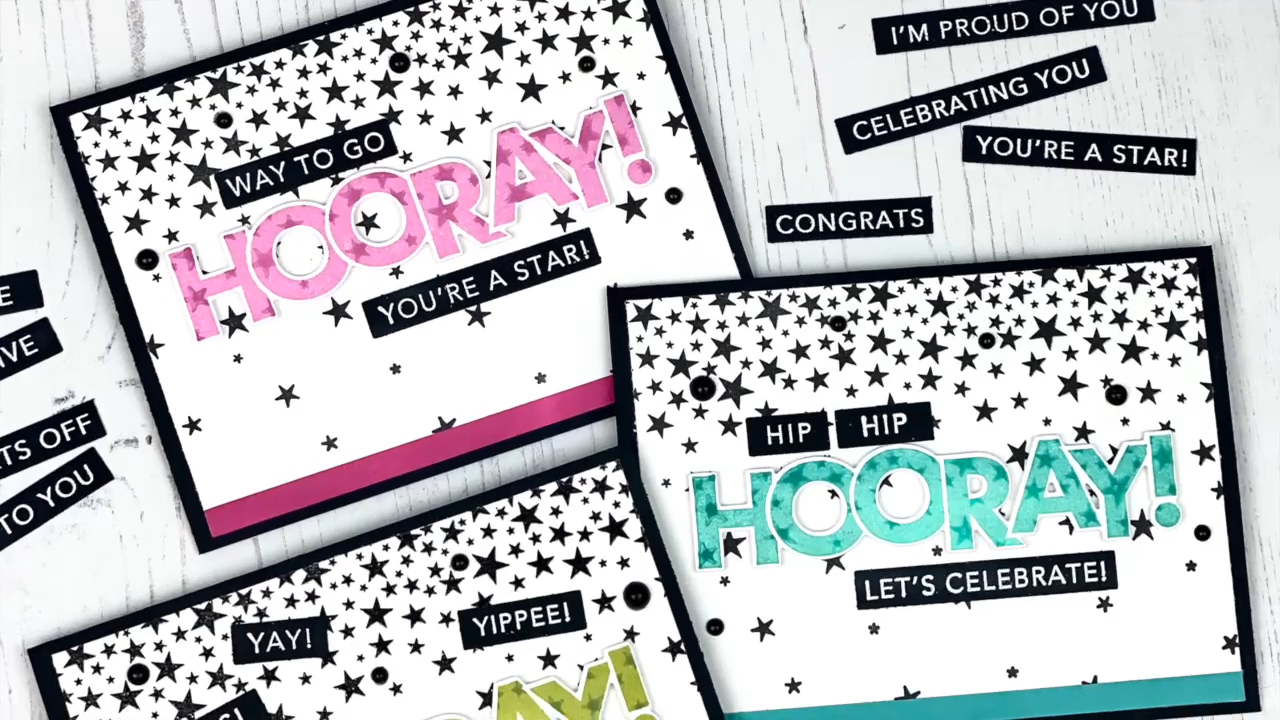 WAY TO GO
HOORAY!
YOU'RE A STAR!
I'M PROUD OF YOU
CELEBRATING YOU
YOU'RE A STAR!
CONGRATS
HIP HIP
HOORAY!
LET'S CELEBRATE!
OFF
TO YOU
YAY!
YIPPEE!